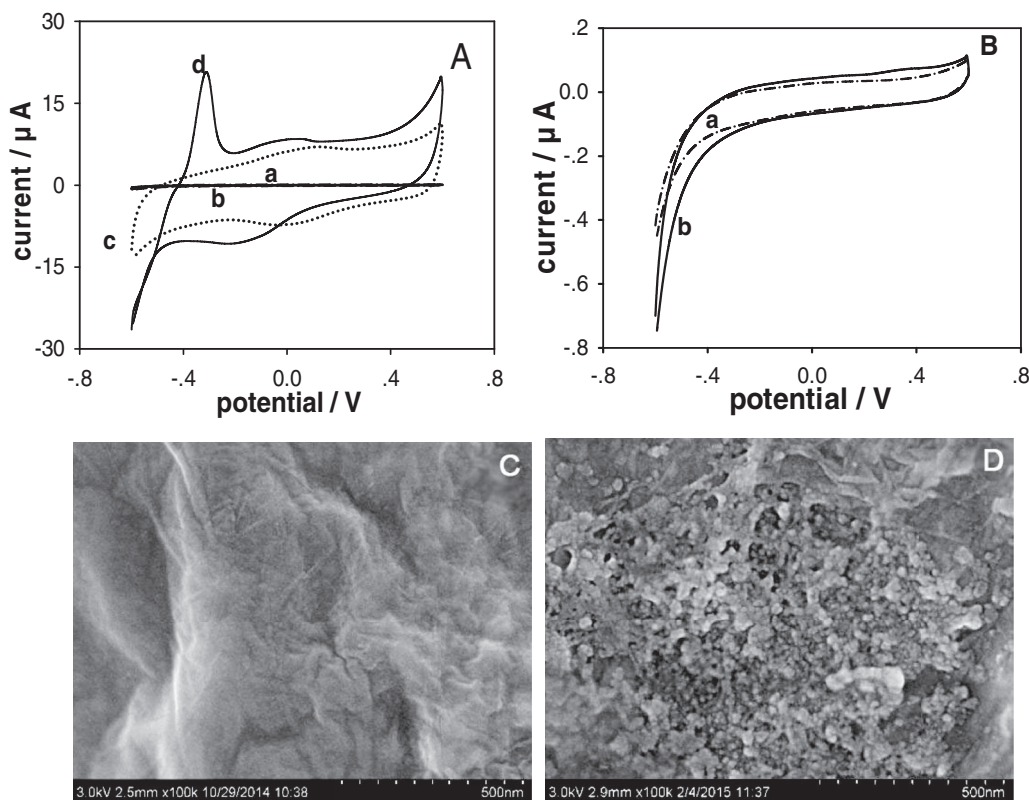 A
30
15
0
-15
-30
current / µ A
d
a
b
c
-.8
-.4
0.0
.4
.8
potential / V
B
.2
0.0
-.2
-.4
-.6
-.8
current / µ A
a
b
-.8
-.4
0.0
.4
.8
potential / V
C
3.0kV 2.5mm x100k 10/29/2014 10:38
500nm
D
3.0kV 2.9mm x100k 2/4/2015 11:37
500nm